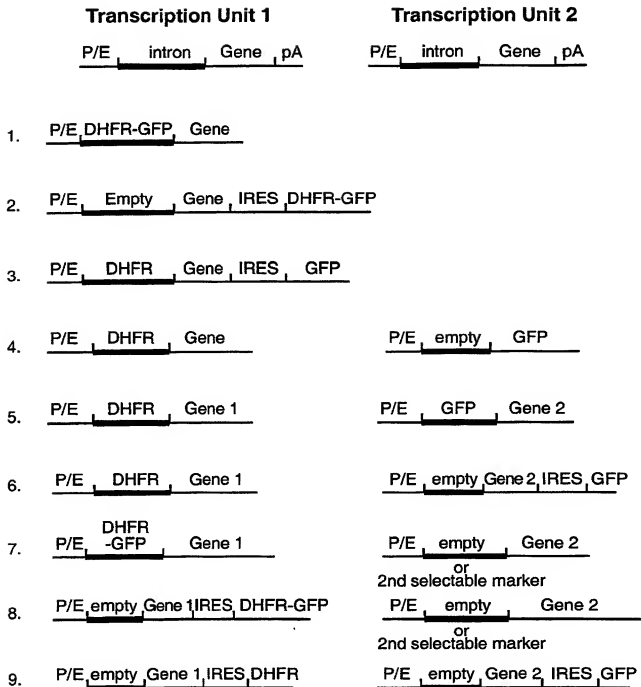 Transcription Unit 1 Transcription Unit 2
P/E intron Gene pA P/E intron Gene pA
1. P/E DHFR-GFP Gene
2. P/E Empty Gene IRES DHFR-GFP
3. P/E DHFR Gene IRES GFP
4. P/E DHFR Gene P/E empty GFP
5. P/E DHFR Gene 1 P/E GFP Gene 2
6. P/E DHFR Gene 1 P/E empty Gene 2 IRES GFP
7. P/E DHFR -GFP Gene 1 P/E empty Gene 2
or
2nd selectable marker
8. P/E empty Gene 1 IRES DHFR-GFP P/E empty Gene 2
or
2nd selectable marker
9. P/E empty Gene 1 IRES DHFR P/E empty Gene 2 IRES GFP